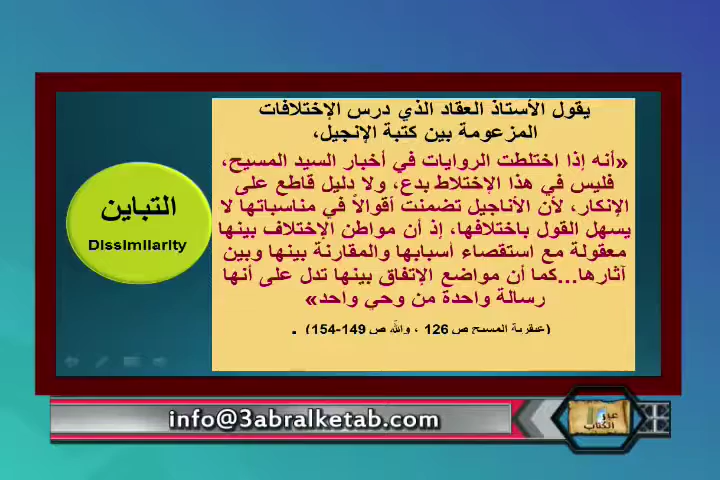 يقول الأستاذ العقاد الذي درس الإختلافات
المزعومة بين كتبة الإنجيل،
«أنه إذا اختلطت الروايات في أخبار السيد المسيح،
فليس في هذا الإختلاط بدع، ولا دليل قاطع على
الإنكار، لأن الأناجيل تضمنت أقوالاً في مناسباتها لا
يسهل القول باختلافها، إذ أن مواطن الإختلاف بينها
معقولة مع استقصاء أسبابها والمقارنة بينها وبين
آثارها...كما أن مواضع الإتفاق بينها تدل على أنها
رسالة واحدة من وحي واحد»
(عبقرية المسيح ص 126 ، والله ص 149-154) .
التباين
Dissimilarity
info@3abralketab.com
عبر
الكتاب